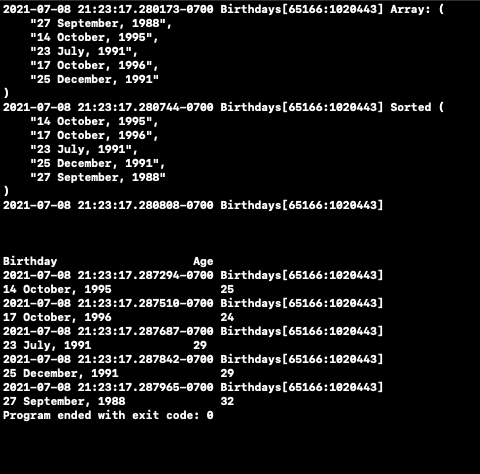 2021-07-08 21:23:17.280173-0700 Birthdays[65166:1020443] Array: (
    "27 September, 1988",
    "14 October, 1995",
    "23 July, 1991",
    "17 October, 1996",
    "25 December, 1991"
)
2021-07-08 21:23:17.280744-0700 Birthdays[65166:1020443] Sorted (
    "14 October, 1995",
    "17 October, 1996",
    "23 July, 1991",
    "25 December, 1991",
    "27 September, 1988"
)
2021-07-08 21:23:17.280808-0700 Birthdays[65166:1020443]
Birthday                    Age
2021-07-08 21:23:17.287294-0700 Birthdays[65166:1020443]
14 October, 1995                25
2021-07-08 21:23:17.287510-0700 Birthdays[65166:1020443]
17 October, 1996                24
2021-07-08 21:23:17.287687-0700 Birthdays[65166:1020443]
23 July, 1991               29
2021-07-08 21:23:17.287842-0700 Birthdays[65166:1020443]
25 December, 1991               29
2021-07-08 21:23:17.287965-0700 Birthdays[65166:1020443]
27 September, 1988              32
Program ended with exit code: 0